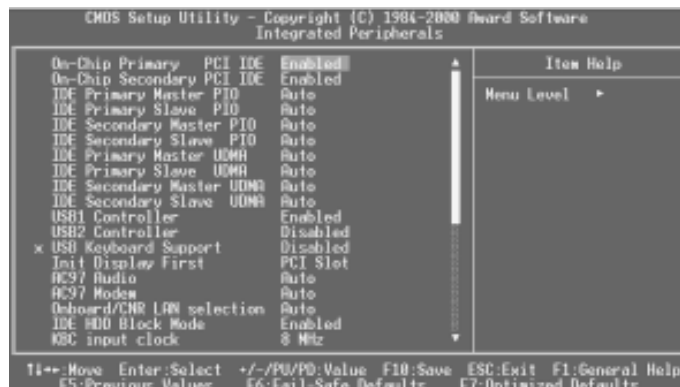 CMOS Setup Utility - Copyright (C) 1984-2000 Award Software
Integrated Peripherals
On-Chip Primary PCI IDE Enabled
On-Chip Secondary PCI IDE Enabled
IDE Primary Master PIO Auto
IDE Primary Slave PIO Auto
IDE Secondary Master PIO Auto
IDE Secondary Slave PIO Auto
IDE Primary Master UDMA Auto
IDE Primary Slave UDMA Auto
IDE Secondary Master UDMA Auto
IDE Secondary Slave UDMA Auto
USB1 Controller Enabled
USB2 Controller Disabled
x USB Keyboard Support Disabled
Init Display First PCI Slot
AC97 Audio Auto
AC97 Modem Auto
Onboard/CNR LAN selection Auto
IDE HDD Block Mode Enabled
KBC input clock 8 MHz
Item Help
Menu Level ►
↑↓→←:Move Enter:Select +/-/PU/PD:Value F10:Save ESC:Exit F1:General Help
F5:Previous Values F6:Fail-Safe Defaults F7:Optimized Defaults